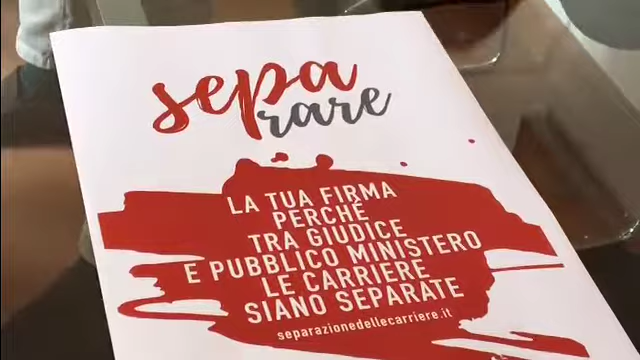 sepa
rare
LA TUA FIRMA
PERCHÉ
TRA GIUDICE
E PUBBLICO MINISTERO
LE CARRIERE
SIANO SEPARATE
separazionedellecarriere.it